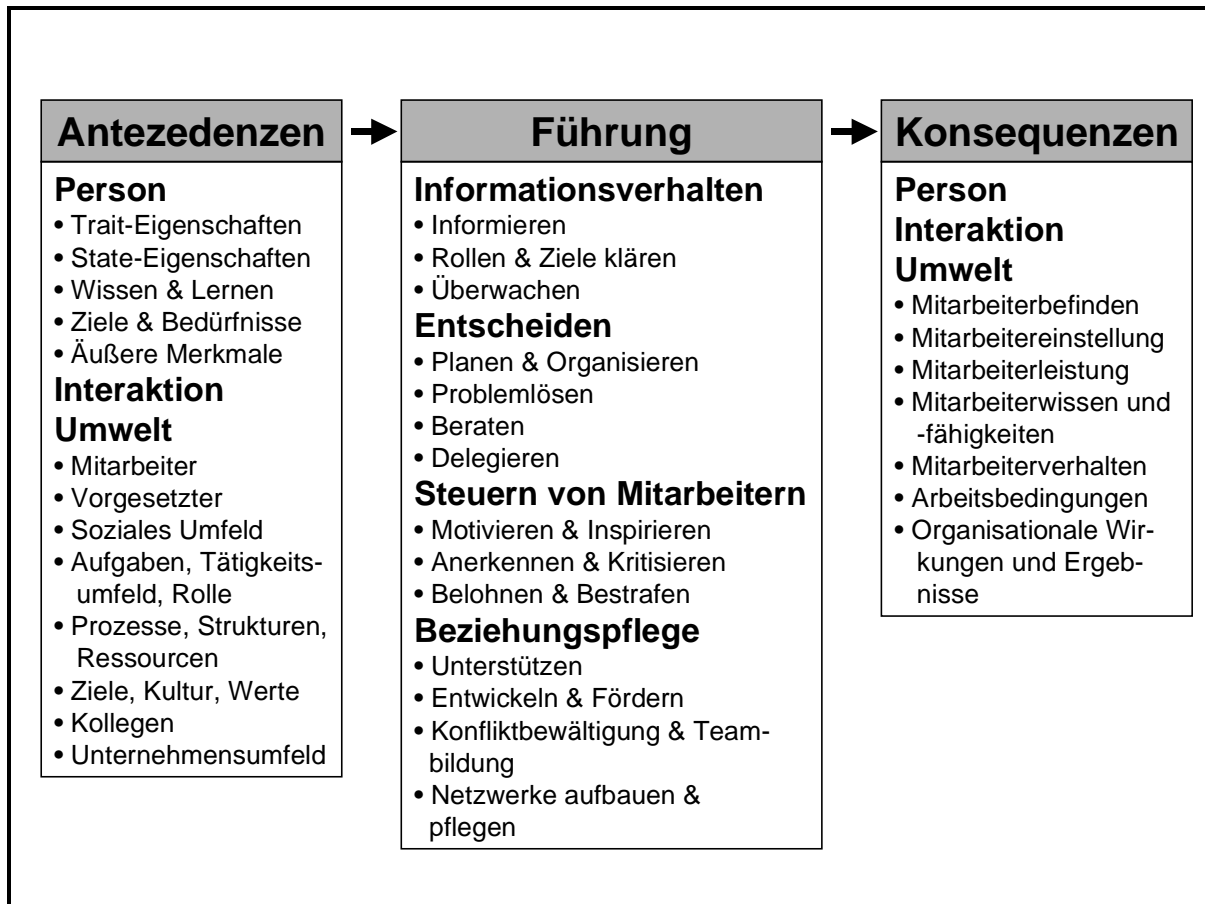 Antezedenzen
Person
• Trait-Eigenschaften
• State-Eigenschaften
• Wissen & Lernen
• Ziele & Bedürfnisse
• Äußere Merkmale
Interaktion
Umwelt
• Mitarbeiter
• Vorgesetzter
• Soziales Umfeld
• Aufgaben, Tätigkeits-
umfeld, Rolle
• Prozesse, Strukturen,
Ressourcen
• Ziele, Kultur, Werte
• Kollegen
• Unternehmensumfeld
Führung
Informationsverhalten
• Informieren
• Rollen & Ziele klären
• Überwachen
Entscheiden
• Planen & Organisieren
• Problemlösen
• Beraten
• Delegieren
Steuern von Mitarbeitern
• Motivieren & Inspirieren
• Anerkennen & Kritisieren
• Belohnen & Bestrafen
Beziehungspflege
• Unterstützen
• Entwickeln & Fördern
• Konfliktbewältigung & Team-
bildung
• Netzwerke aufbauen &
pflegen
Konsequenzen
Person
Interaktion
Umwelt
• Mitarbeiterbefinden
• Mitarbeitereinstellung
• Mitarbeiterleistung
• Mitarbeiterwissen und
-fähigkeiten
• Mitarbeiterverhalten
• Arbeitsbedingungen
• Organisationale Wir-
kungen und Ergeb-
nisse